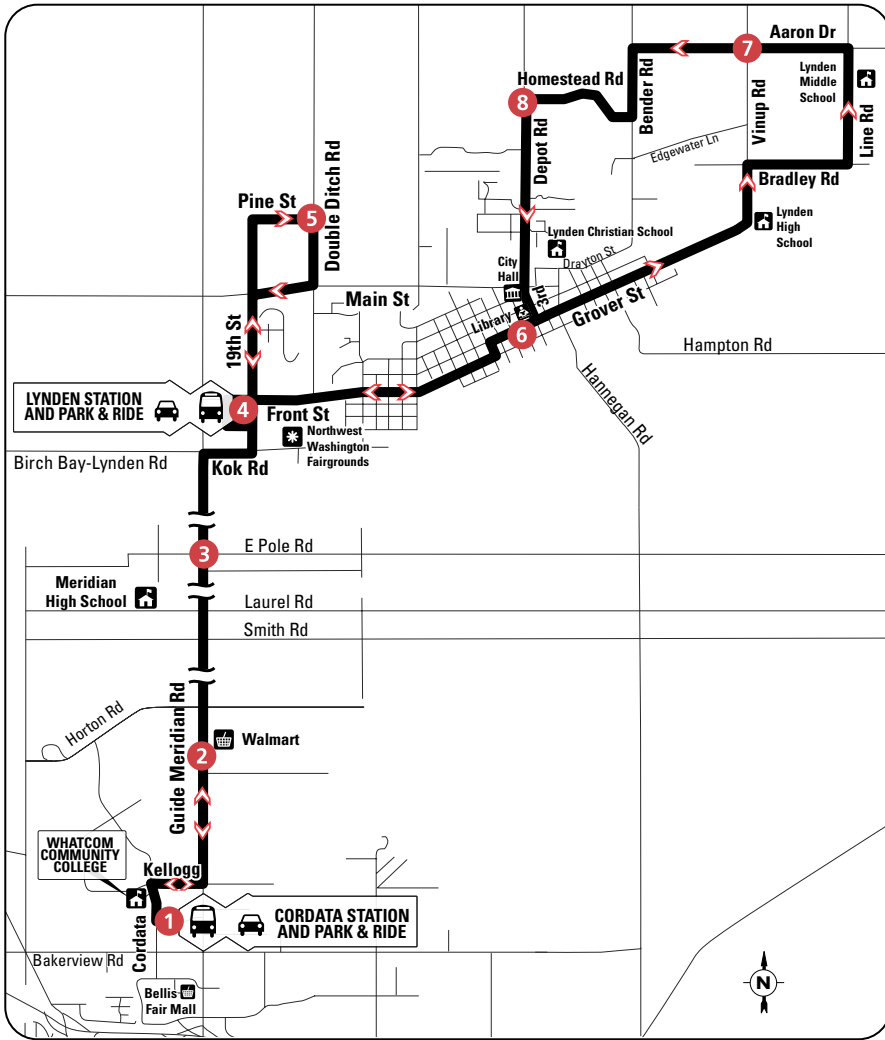 Aaron Dr
7
Homestead Rd
8
Bender Rd
Lynden
Middle
School
Vinup Rd
Line Rd
Depot Rd
Edgewater Ln
Bradley Rd
Double Ditch Rd
Pine St
5
Lynden Christian School
Lynden
High
School
Drayton St
City
Hall
3rd
Main St
Library
Grover St
6
19th St
Hampton Rd
LYNDEN STATION
AND PARK & RIDE
4
Front St
Hannegan Rd
Northwest
Washington
Fairgrounds
Birch Bay-Lynden Rd
Kok Rd
3
E Pole Rd
Meridian
High School
Laurel Rd
Smith Rd
Horton Rd
Guide Meridian Rd
Walmart
2
WHATCOM
COMMUNITY
COLLEGE
Kellogg
1
CORDATA STATION
AND PARK & RIDE
Cordata
Bakerview Rd
Bellis
Fair Mall
N